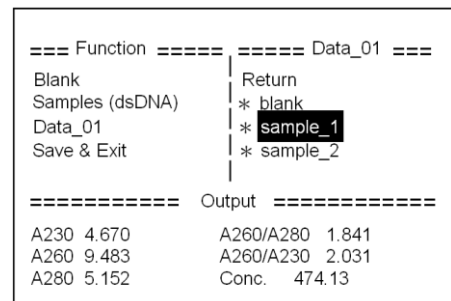 === Function ===== ===== Data_01 ===
Blank
Samples (dsDNA)
Data_01
Save & Exit
Return
* blank
* sample_1
* sample_2
=========== Output ============
A230 4.670
A260 9.483
A280 5.152
A260/A280 1.841
A260/A230 2.031
Conc. 474.13